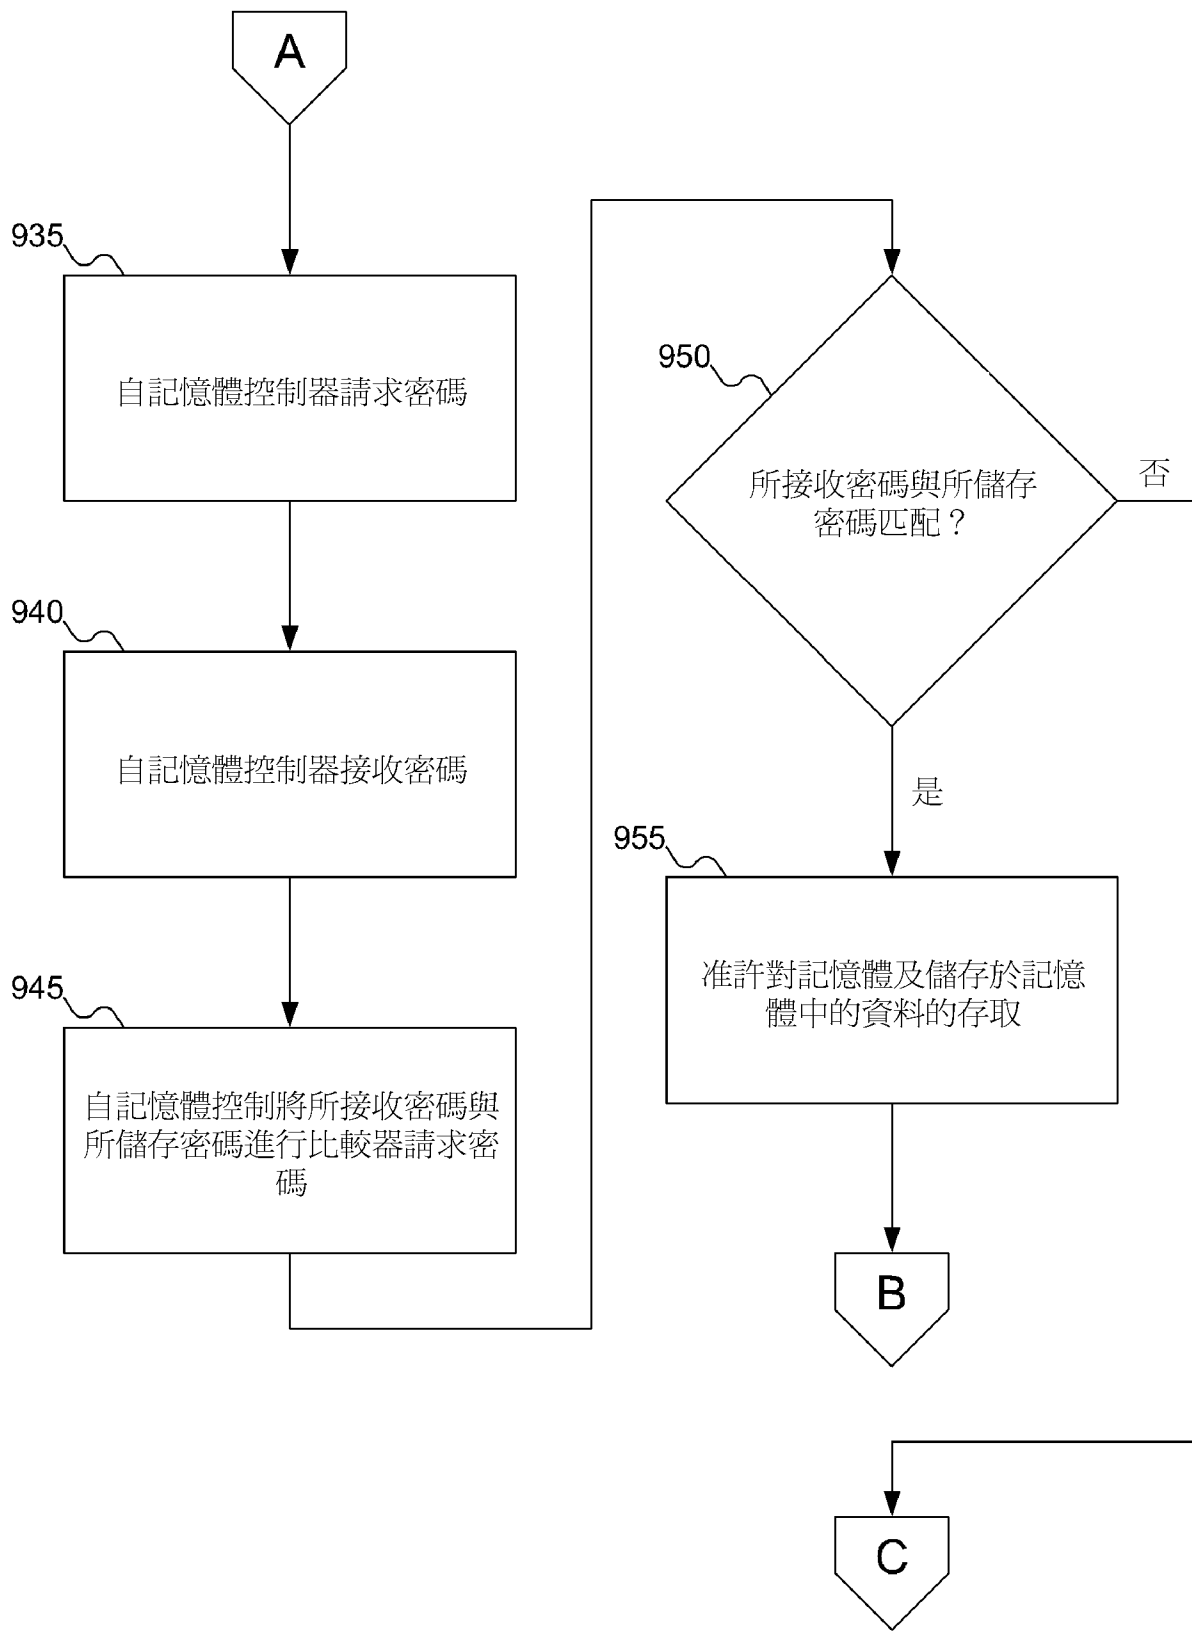 A
935
自記憶體控制器請求密碼
940
自記憶體控制器接收密碼
945
自記憶體控制將所接收密碼與
所儲存密碼進行比較器請求密
碼
950
所接收密碼與所儲存
密碼匹配？
否
是
955
准許對記憶體及儲存於記憶
體中的資料的存取
B
C